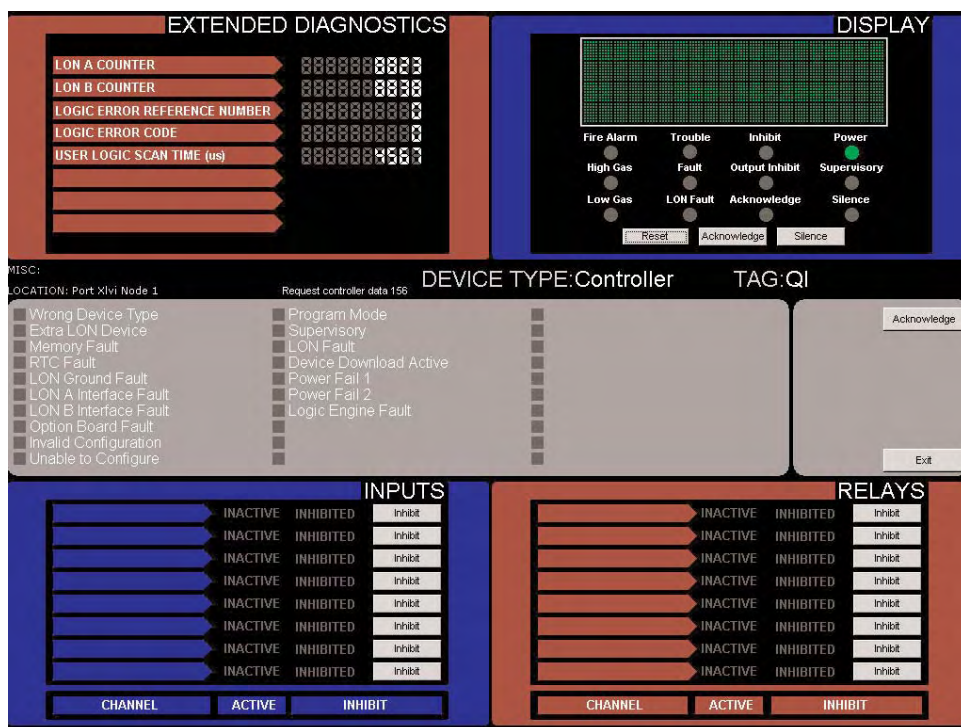 EXTENDED DIAGNOSTICS
LON A COUNTER
LON B COUNTER
LOGIC ERROR REFERENCE NUMBER
LOGIC ERROR CODE
USER LOGIC SCAN TIME (us)
DISPLAY
Fire Alarm Trouble Inhibit Power
High Gas Fault Output Inhibit Supervisory
Low Gas LON Fault Acknowledge Silence
Reset Acknowledge Silence
MISC:
LOCATION: Port Xlvi Node 1
Request controller data 156
DEVICE TYPE:Controller
TAG:QI
Wrong Device Type
Extra LON Device
Memory Fault
RTC Fault
LON Ground Fault
LON A Interface Fault
LON B Interface Fault
Option Board Fault
Invalid Configuration
Unable to Configure
Program Mode
Supervisory
LON Fault
Device Download Active
Power Fail 1
Power Fail 2
Logic Engine Fault
Acknowledge
Exit
INPUTS
INACTIVE INHIBITED Inhibit
INACTIVE INHIBITED Inhibit
INACTIVE INHIBITED Inhibit
INACTIVE INHIBITED Inhibit
INACTIVE INHIBITED Inhibit
INACTIVE INHIBITED Inhibit
INACTIVE INHIBITED Inhibit
INACTIVE INHIBITED Inhibit
CHANNEL ACTIVE INHIBIT
RELAYS
INACTIVE INHIBITED Inhibit
INACTIVE INHIBITED Inhibit
INACTIVE INHIBITED Inhibit
INACTIVE INHIBITED Inhibit
INACTIVE INHIBITED Inhibit
INACTIVE INHIBITED Inhibit
INACTIVE INHIBITED Inhibit
INACTIVE INHIBITED Inhibit
CHANNEL ACTIVE INHIBIT